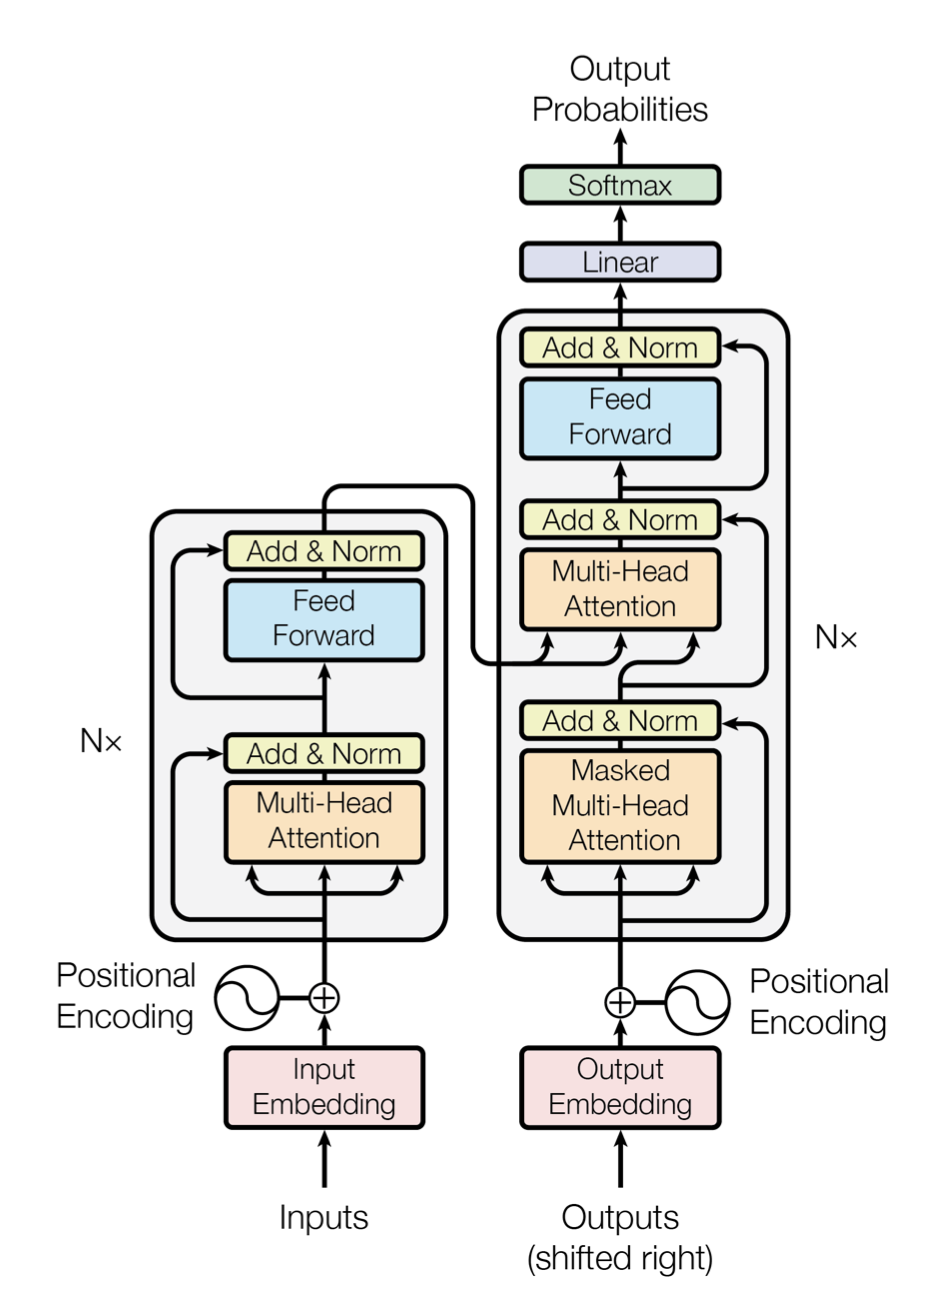 Output
Probabilities
Softmax
Linear
Add & Norm
Feed
Forward
Add & Norm
Multi-Head
Attention
Add & Norm
Masked
Multi-Head
Attention
N×
Positional
Encoding
Output
Embedding
Outputs
(shifted right)
Add & Norm
Feed
Forward
Add & Norm
Multi-Head
Attention
N×
Positional
Encoding
Input
Embedding
Inputs